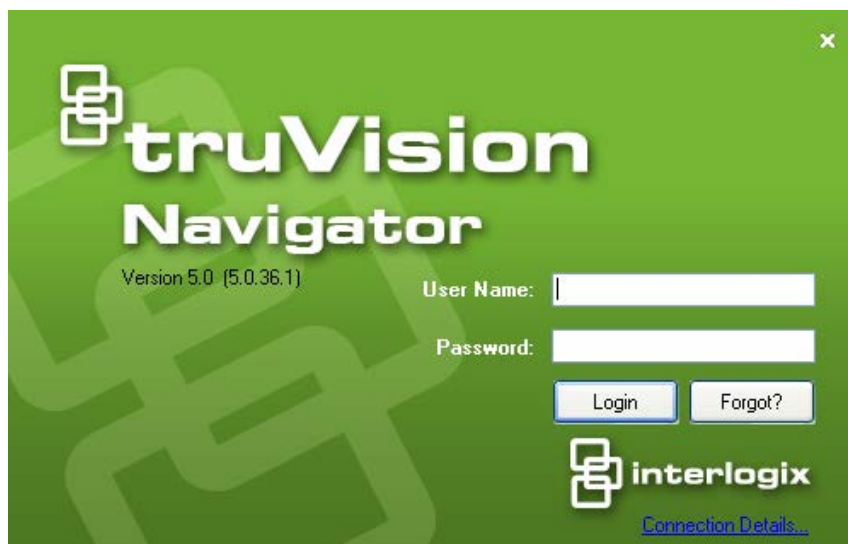 truVision
Navigator
Version 5.0 (5.0.36.1)
User Name:
Password:
Login Forgot?
interlogix
Connection Details...